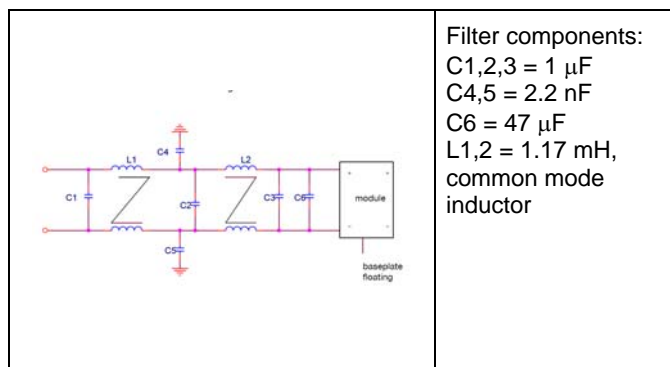 Filter components:
C1,2,3 = 1 μF
C4,5 = 2.2 nF
C6 = 47 μF
L1,2 = 1.17 mH,
common mode
inductor
C4
L1
L2
C1
C2
C3
C6
module
C5
baseplate
floating